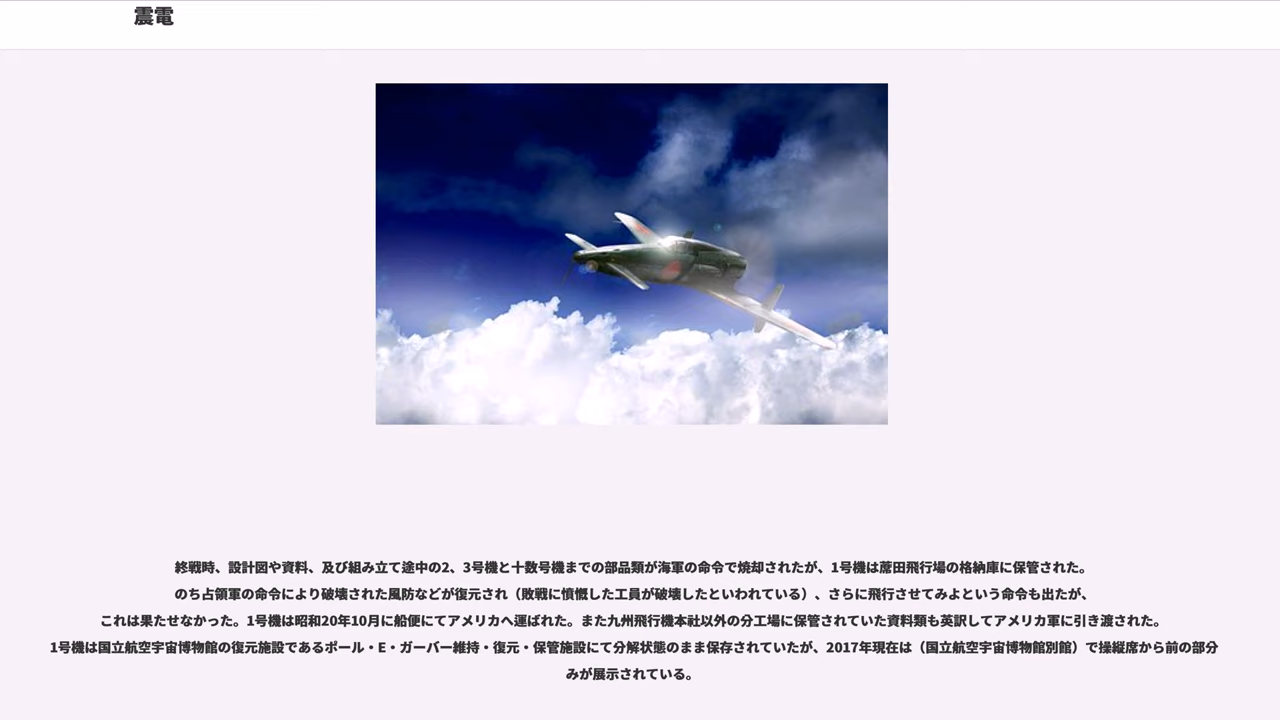 震電
終戦時、設計図や資料、及び組み立て途中の2、3号機と十数号機までの部品類が海軍の命令で焼却されたが、1号機は蓆田飛行場の格納庫に保管された。
のち占領軍の命令により破壊された風防などが復元され（敗戦に憤慨した工員が破壊したといわれている）、さらに飛行させてみよという命令も出たが、
これは果たせなかった。1号機は昭和20年10月に船便にてアメリカへ運ばれた。また九州飛行機本社以外の分工場に保管されていた資料類も英訳してアメリカ軍に引き渡された。
1号機は国立航空宇宙博物館の復元施設であるポール・E・ガーバー維持・復元・保管施設にて分解状態のまま保存されていたが、2017年現在は（国立航空宇宙博物館別館）で操縦席から前の部分
みが展示されている。